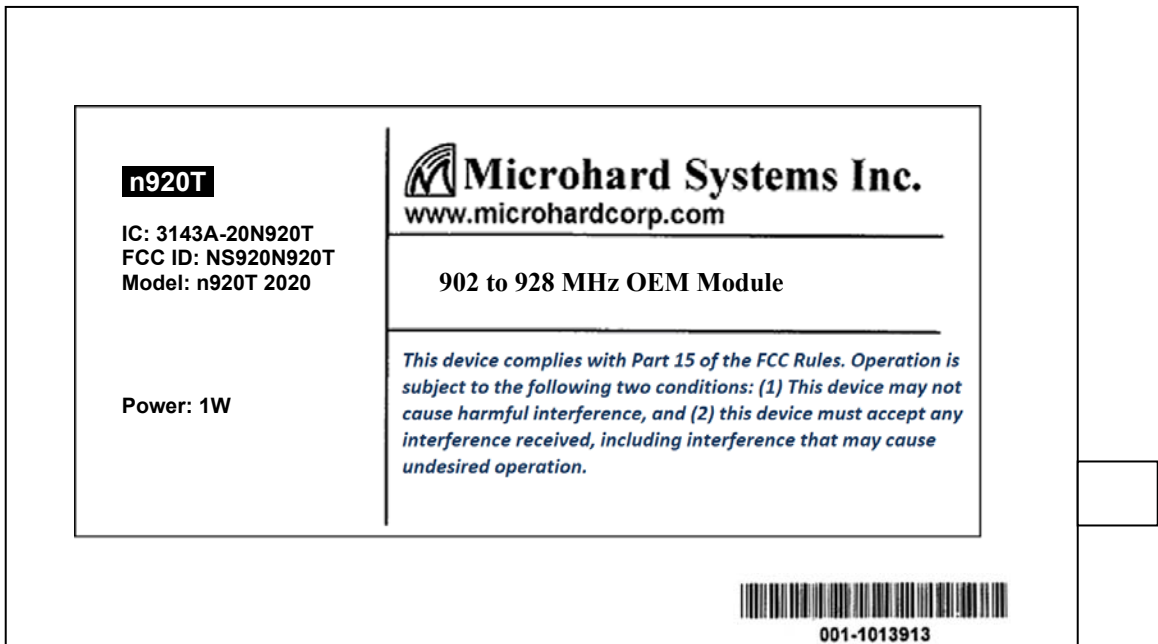 n920T
IC: 3143A-20N920T
FCC ID: NS920N920T
Model: n920T 2020
Power: 1W
Microhard Systems Inc.
www.microhardcorp.com
902 to 928 MHz OEM Module
This device complies with Part 15 of the FCC Rules. Operation is
subject to the following two conditions: (1) This device may not
cause harmful interference, and (2) this device must accept any
interference received, including interference that may cause
undesired operation.
001-1013913